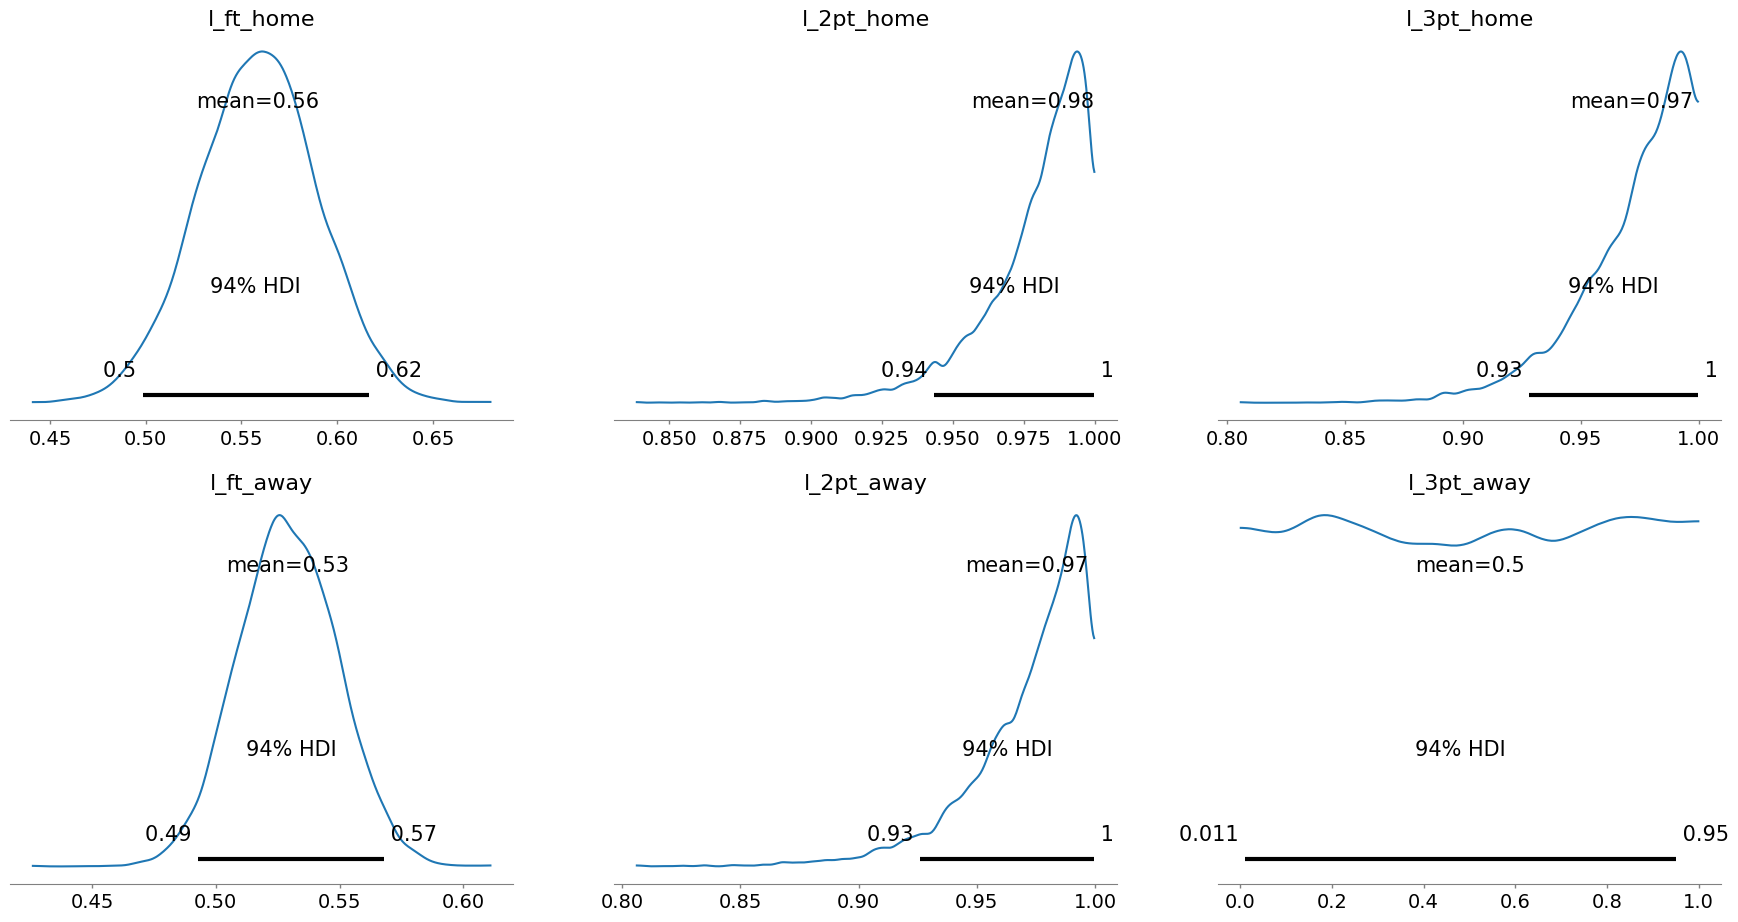 l_ft_home
mean=0.56
94% HDI
0.5 0.62
0.45 0.50 0.55 0.60 0.65
l_2pt_home
mean=0.98
94% HDI
0.94 1
0.850 0.875 0.900 0.925 0.950 0.975 1.000
l_3pt_home
mean=0.97
94% HDI
0.93 1
0.80 0.85 0.90 0.95 1.00
l_ft_away
mean=0.53
94% HDI
0.49 0.57
0.45 0.50 0.55 0.60
l_2pt_away
mean=0.97
94% HDI
0.93 1
0.80 0.85 0.90 0.95 1.00
l_3pt_away
mean=0.5
94% HDI
0.011 0.95
0.0 0.2 0.4 0.6 0.8 1.0